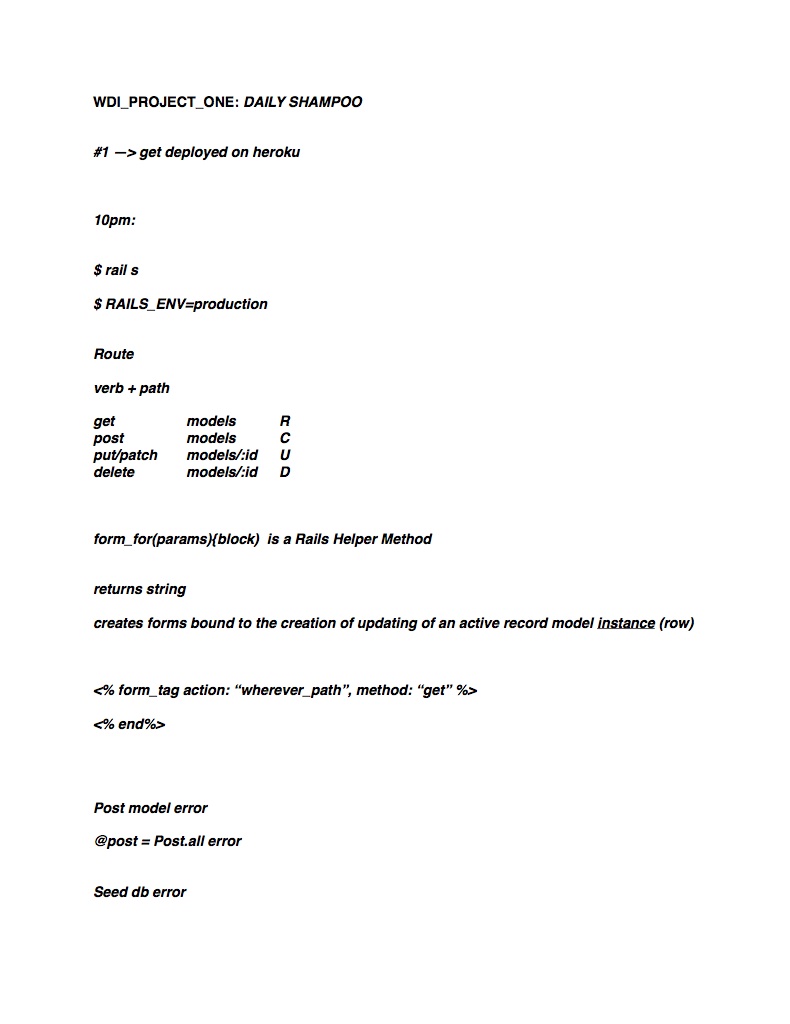 WDI_PROJECT_ONE: DAILY SHAMPOO
#1 —> get deployed on heroku
10pm:
$ rail s
$ RAILS_ENV=production
Route
verb + path
get models R
post models C
put/patch models/:id U
delete models/:id D
form_for(params){block) is a Rails Helper Method
returns string
creates forms bound to the creation of updating of an active record model instance (row)
<% form_tag action: “wherever_path”, method: “get” %>
<% end%>
Post model error
@post = Post.all error
Seed db error